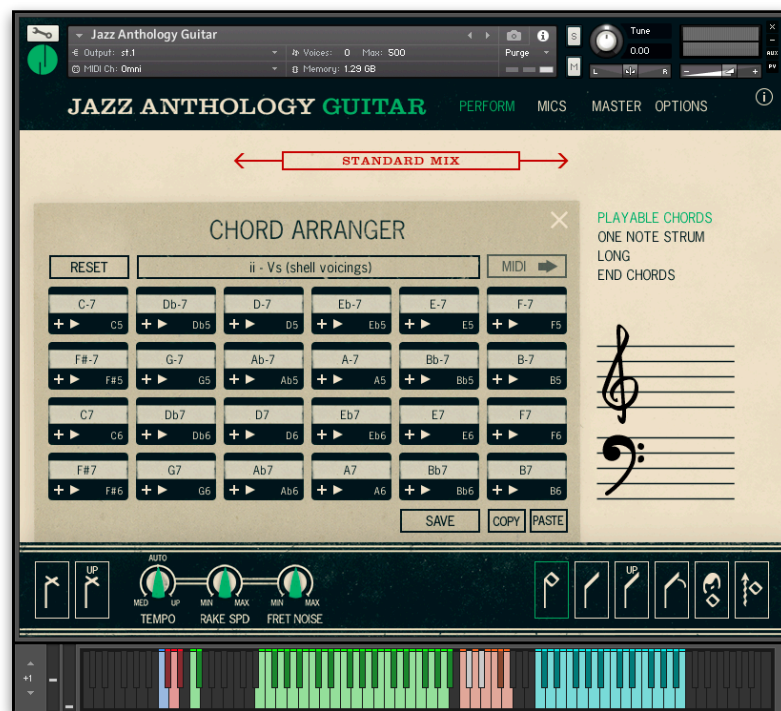 Jazz Anthology Guitar
Output: st.1 Voices: 0 Max: 500 Purge
MIDI Ch: Omni Memory: 1.29 GB
S
M
Tune
0.00
L R - +
×
-
AUX
PV
JAZZ ANTHOLOGY GUITAR PERFORM MICS MASTER OPTIONS i
STANDARD MIX
CHORD ARRANGER
RESET ii - Vs (shell voicings) MIDI
C-7 Db-7 D-7 Eb-7 E-7 F-7
+ C5 + Db5 + D5 + Eb5 + E5 + F5
F#-7 G-7 Ab-7 A-7 Bb-7 B-7
+ F#5 + G5 + Ab5 + A5 + Bb5 + B5
C7 Db7 D7 Eb7 E7 F7
+ C6 + Db6 + D6 + Eb6 + E6 + F6
F#7 G7 Ab7 A7 Bb7 B7
+ F#6 + G6 + Ab6 + A6 + Bb6 + B6
SAVE COPY PASTE
PLAYABLE CHORDS
ONE NOTE STRUM
LONG
END CHORDS
UP
AUTO
MED UP MIN MAX MIN MAX
TEMPO RAKE SPD FRET NOISE
UP
+1